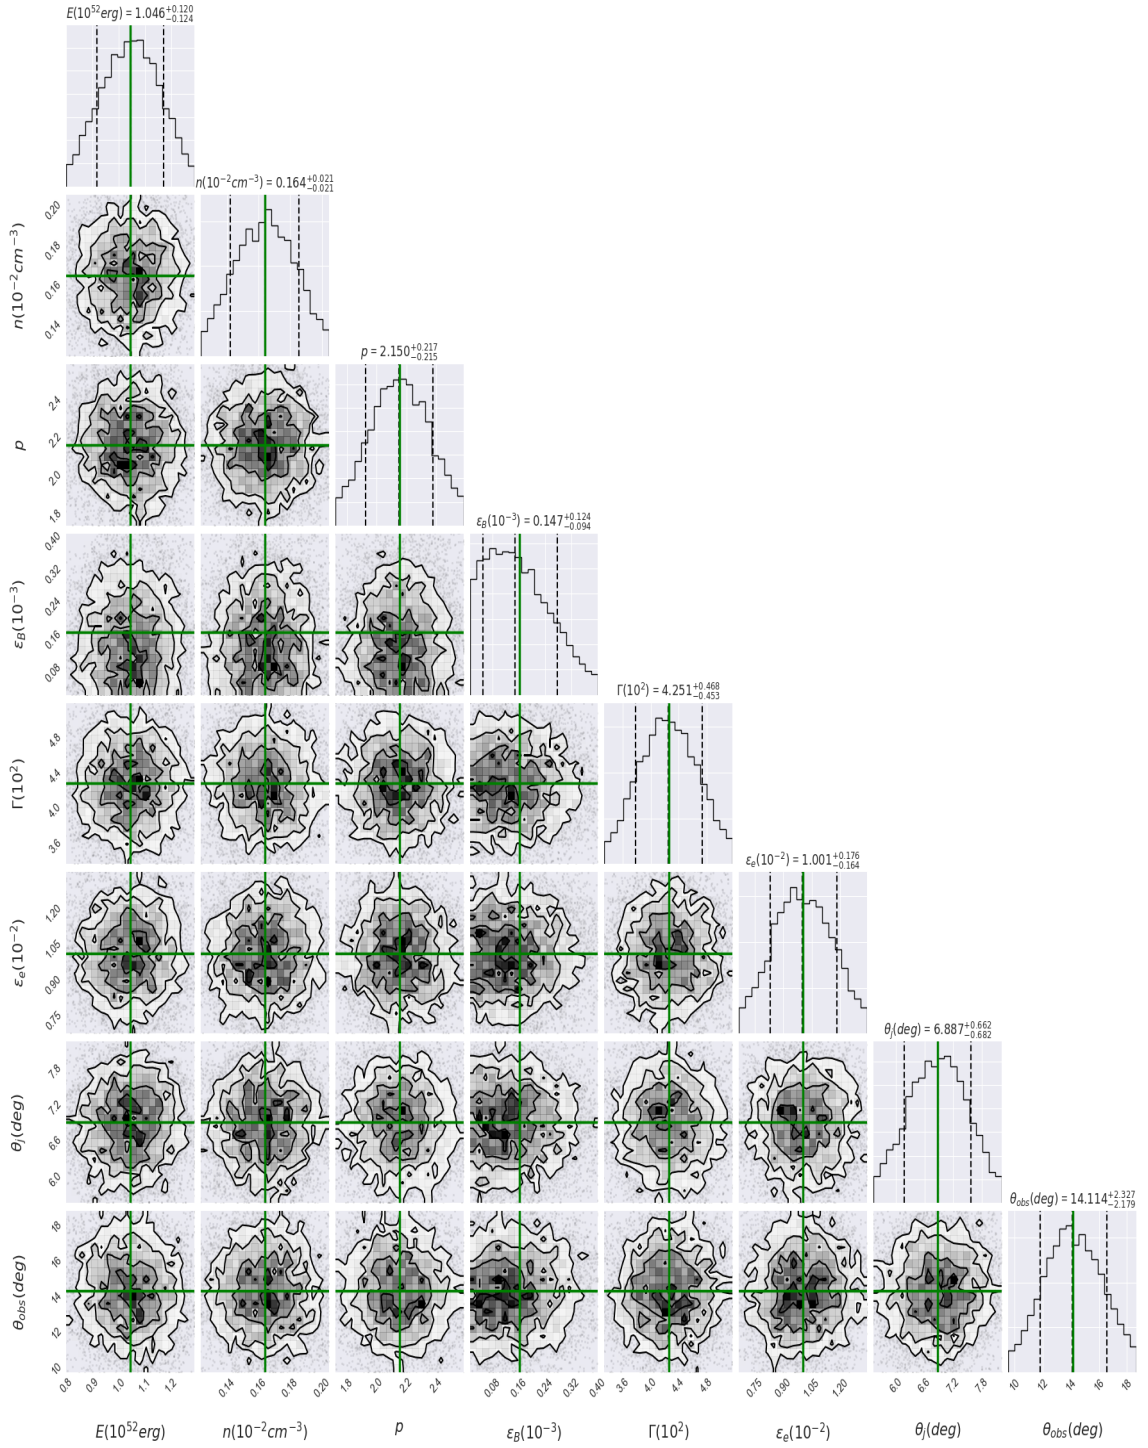 E(10^52 erg) = 1.046 +0.120 −0.124
n(10^−2 cm^−3) = 0.164 +0.021 −0.021
0.20
0.18
0.16
0.14
n(10^−2 cm^−3)
p = 2.150 +0.217 −0.215
2.4
2.2
2.0
1.8
p
ε_B(10^−3) = 0.147 +0.124 −0.094
0.40
0.32
0.24
0.16
0.08
ε_B(10^−3)
Γ(10^2) = 4.251 +0.468 −0.453
4.8
4.4
4.0
3.6
Γ(10^2)
ε_e(10^−2) = 1.001 +0.176 −0.164
1.20
1.05
0.90
0.75
ε_e(10^−2)
θ_j(deg) = 6.887 +0.662 −0.682
7.8
7.2
6.6
6.0
θ_j(deg)
θ_obs(deg) = 14.114 +2.327 −2.179
18
16
14
12
10
θ_obs(deg)
0.8 0.9 1.0 1.1 1.2 0.14 0.16 0.18 0.20 1.8 2.0 2.2 2.4 0.08 0.16 0.24 0.32 0.40 3.6 4.0 4.4 4.8 0.75 0.90 1.05 1.20 6.0 6.6 7.2 7.8 10 12 14 16 18
E(10^52 erg) n(10^−2 cm^−3) p ε_B(10^−3) Γ(10^2) ε_e(10^−2) θ_j(deg) θ_obs(deg)